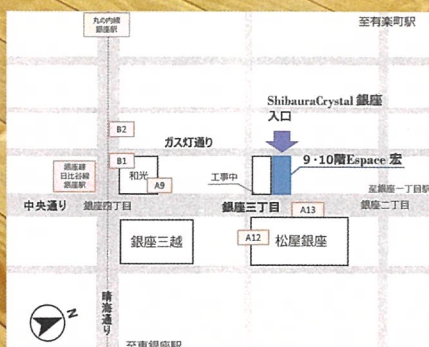 丸の内線
銀座駅
至有楽町駅
ShibauraCrystal 銀座
入口
B2
ガス灯通り
B1
和光
9・10階Espace 宏
銀座線
日比谷線
銀座駅
A9
工事中
至銀座一丁目駅
中央通り
銀座四丁目
銀座三丁目
A13
銀座二丁目
銀座三越
A12
松屋銀座
晴海通り
N
至東銀座駅